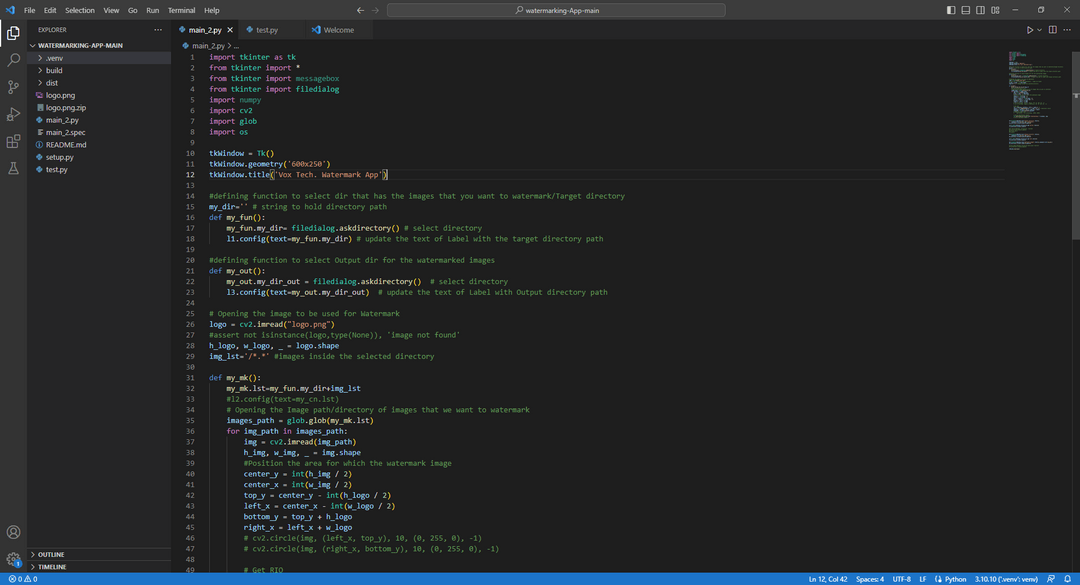 File Edit Selection View Go Run Terminal Help
watermarking-App-main
EXPLORER
main_2.py
test.py
Welcome
WATERMARKING-APP-MAIN
.venv
build
dist
logo.png
logo.png.zip
main_2.py
main_2.spec
README.md
setup.py
test.py
OUTLINE
TIMELINE
main_2.py > ...
1 import tkinter as tk
2 from tkinter import *
3 from tkinter import messagebox
4 from tkinter import filedialog
5 import numpy
6 import cv2
7 import glob
8 import os
9
10 tkWindow = Tk()
11 tkWindow.geometry('600x250')
12 tkWindow.title('Vox Tech. Watermark App')
13
14 #defining function to select dir that has the images that you want to watermark/Target directory
15 my_dir='' # string to hold directory path
16 def my_fun():
17 my_fun.my_dir= filedialog.askdirectory() # select directory
18 l1.config(text=my_fun.my_dir) # update the text of Label with the target directory path
19
20 #defining function to select Output dir for the watermarked images
21 def my_out():
22 my_out.my_dir_out = filedialog.askdirectory() # select directory
23 l3.config(text=my_out.my_dir_out) # update the text of Label with Output directory path
24
25 # Opening the image to be used for Watermark
26 logo = cv2.imread("logo.png")
27 #assert not isinstance(logo,type(None)), 'image not found'
28 h_logo, w_logo, _ = logo.shape
29 img_lst='/*.*' #images inside the selected directory
30
31 def my_mk():
32 my_mk.lst=my_fun.my_dir+img_lst
33 #l2.config(text=my_cn.lst)
34 # Opening the Image path/directory of images that we want to watermark
35 images_path = glob.glob(my_mk.lst)
36 for img_path in images_path:
37 img = cv2.imread(img_path)
38 h_img, w_img, _ = img.shape
39 #Position the area for which the watermark image
40 center_y = int(h_img / 2)
41 center_x = int(w_img / 2)
42 top_y = center_y - int(h_logo / 2)
43 left_x = center_x - int(w_logo / 2)
44 bottom_y = top_y + h_logo
45 right_x = left_x + w_logo
46 # cv2.circle(img, (left_x, top_y), 10, (0, 255, 0), -1)
47 # cv2.circle(img, (right_x, bottom_y), 10, (0, 255, 0), -1)
48
49 # Get ROI
0 0
Ln 12, Col 42 Spaces: 4 UTF-8 LF Python 3.10.10 ('.venv': venv)